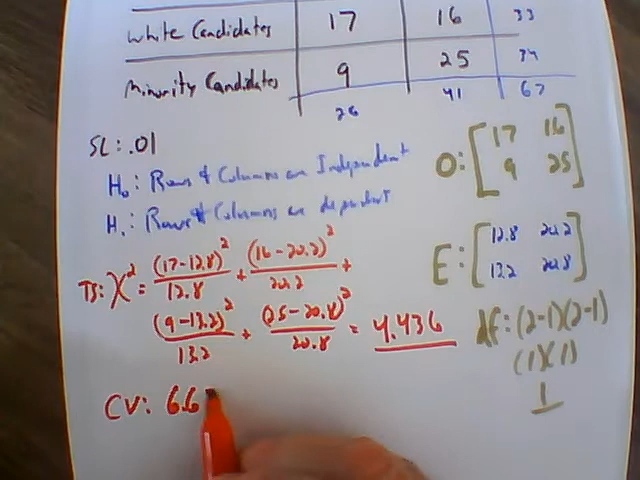 White Candidates 17 16 33
Minority Candidates 9 25 34
26 41 67
SL: .01
H₀: Rows & Columns are Independent
H₁: Rows & Columns are dependent
O: [17 16
9 25]
E: [12.8 20.2
13.2 20.8]
TS: X² = (17-12.8)²/12.8 + (16-20.2)²/20.2 +
(9-13.2)²/13.2 + (25-20.8)²/20.8 = 4.436
df: (2-1)(2-1)
(1)(1)
1
CV: 6.6